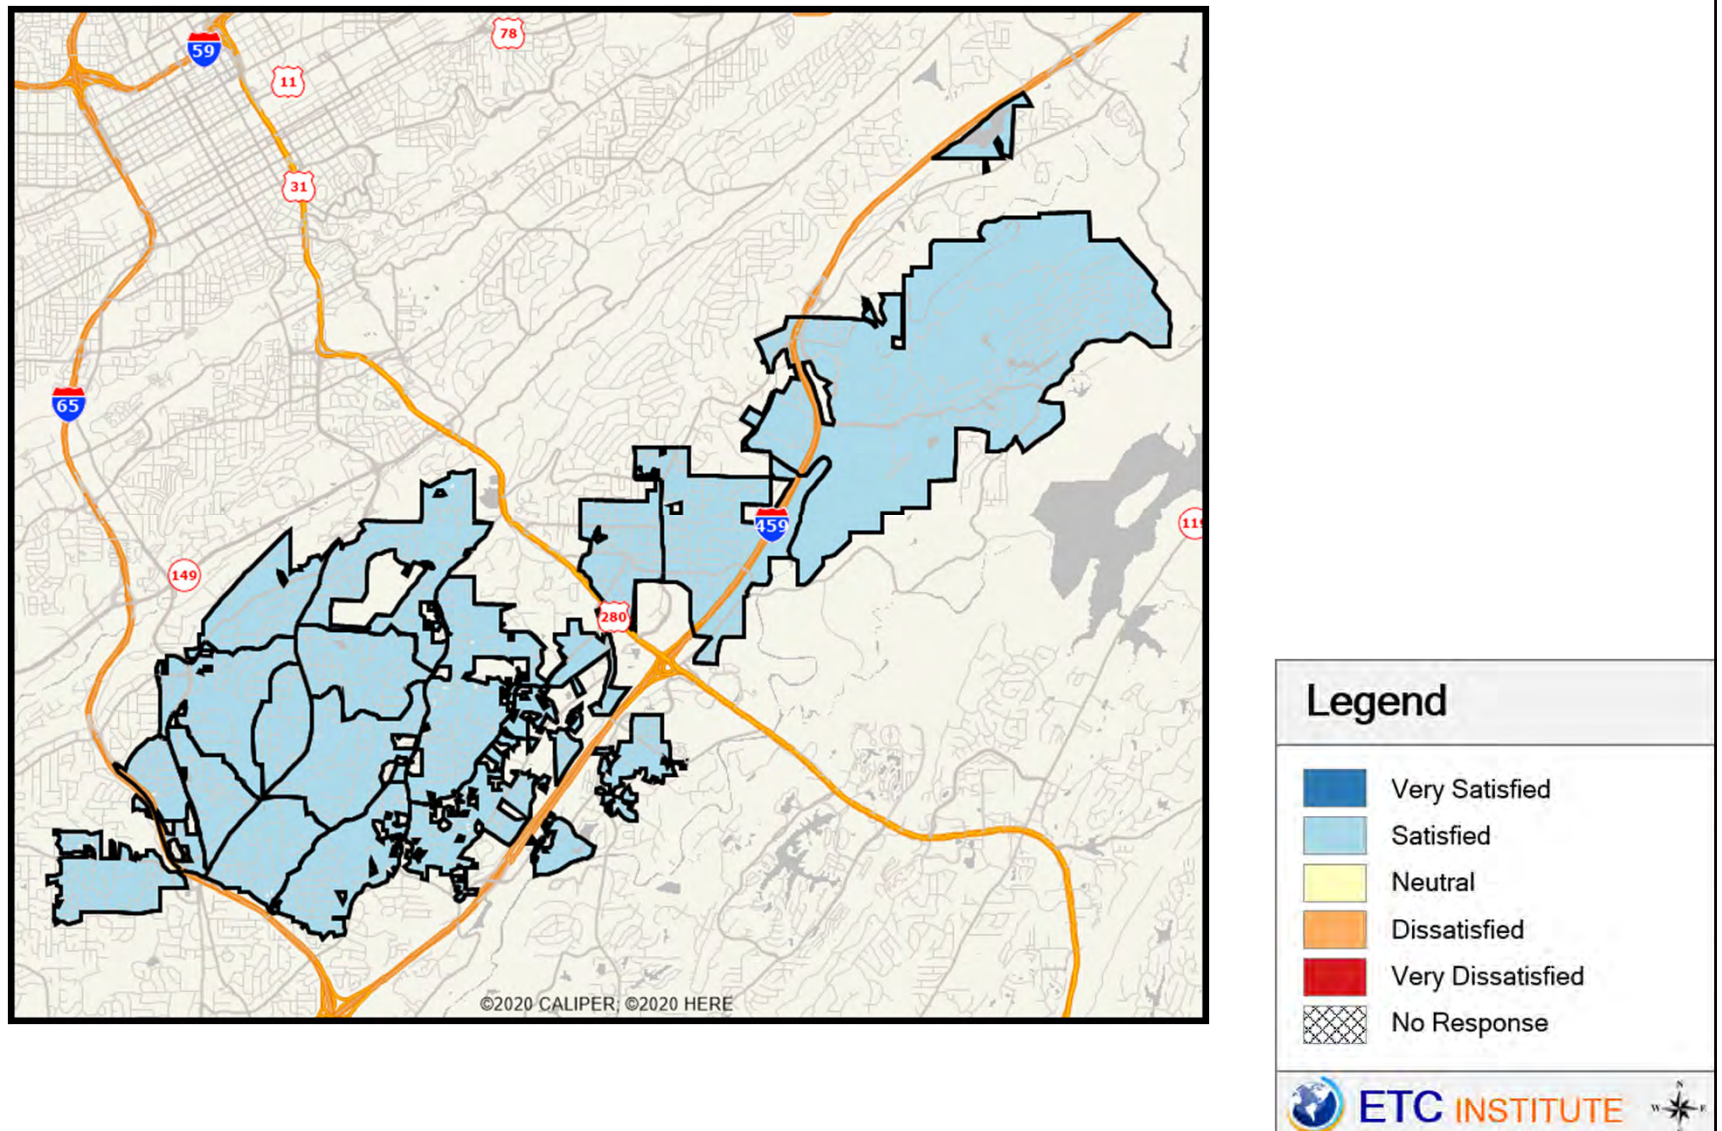 78
59
11
31
65
119
459
149
280
©2020 CALIPER; ©2020 HERE
Legend
Very Satisfied
Satisfied
Neutral
Dissatisfied
Very Dissatisfied
No Response
N
W E
ETC INSTITUTE